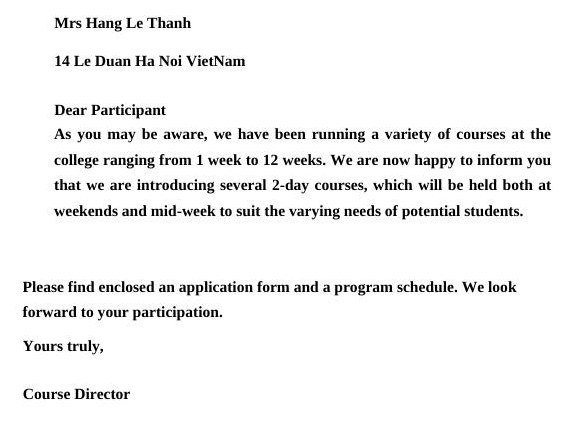 Mrs Hang Le Thanh
14 Le Duan Ha Noi VietNam
Dear Participant
As you may be aware, we have been running a variety of courses at the
college ranging from 1 week to 12 weeks. We are now happy to inform you
that we are introducing several 2-day courses, which will be held both at
weekends and mid-week to suit the varying needs of potential students.
Please find enclosed an application form and a program schedule. We look
forward to your participation.
Yours truly,
Course Director